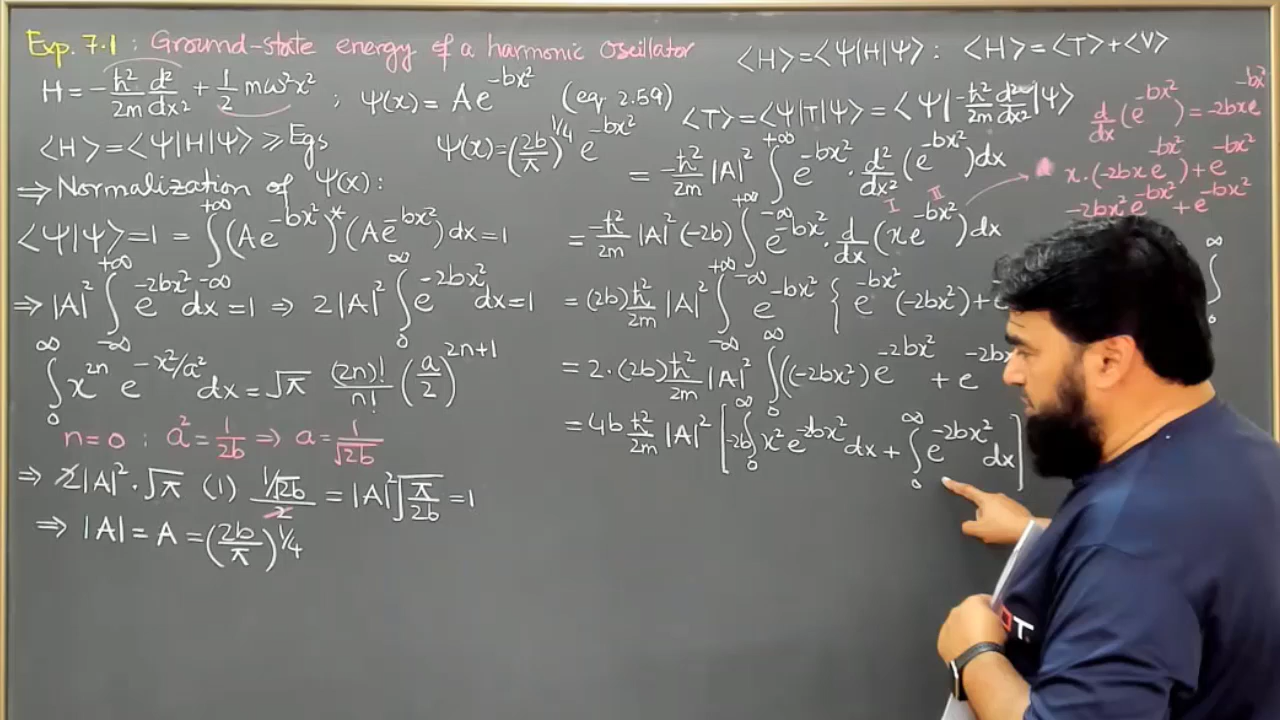 Exp. 7.1 : Ground-state energy of a harmonic Oscillator
H = -ħ²/2m d²/dx² + 1/2 mω²x² ; Ψ(x) = A e^{-bx²} (eq 2.59)
<H> = <Ψ|H|Ψ> ⩾ Egs
Ψ(x) = (2b/π)^{1/4} e^{-bx²}
⇒ Normalization of Ψ(x) :
<Ψ|Ψ> = 1 = ∫_{-∞}^{+∞} (A e^{-bx²})* (A e^{-bx²}) dx = 1
⇒ |A|² ∫_{-∞}^{+∞} e^{-2bx²} dx = 1 ⇒ 2|A|² ∫_0^∞ e^{-2bx²} dx = 1
∫_0^∞ x^{2n} e^{-x²/a²} dx = √π (2n)!/n! (a/2)^{2n+1}
n = 0 : a² = 1/2b ⇒ a = 1/√2b
⇒ 2|A|² · √π (1) (1/√2b)/2 = |A|² √(π/2b) = 1
⇒ |A| = A = (2b/π)^{1/4}
<H> = <Ψ|H|Ψ> : <H> = <T> + <V>
<T> = <Ψ|T|Ψ> = <Ψ| -ħ²/2m d²/dx² |Ψ>
= -ħ²/2m |A|² ∫_{-∞}^{+∞} e^{-bx²} · d²/dx² (e^{-bx²}) dx
= -ħ²/2m |A|² (-2b) ∫_{-∞}^{+∞} e^{-bx²} · d/dx (x e^{-bx²}) dx
I II
= (2b) ħ²/2m |A|² ∫_{-∞}^{+∞} e^{-bx²} { e^{-bx²} (-2bx²) +
= 2 · (2b) ħ²/2m |A|² ∫_0^∞ ((-2bx²) e^{-2bx²} + e^{-2bx²}
= 4b ħ²/2m |A|² [ -2b ∫_0^∞ x² e^{-2bx²} dx + ∫_0^∞ e^{-2bx²} dx ]
d/dx (e^{-bx²}) = -2bx e^{-bx²}
x · (-2bx e^{-bx²}) + e^{-bx²}
-2bx² e^{-bx²} + e^{-bx²}
∫_0^∞